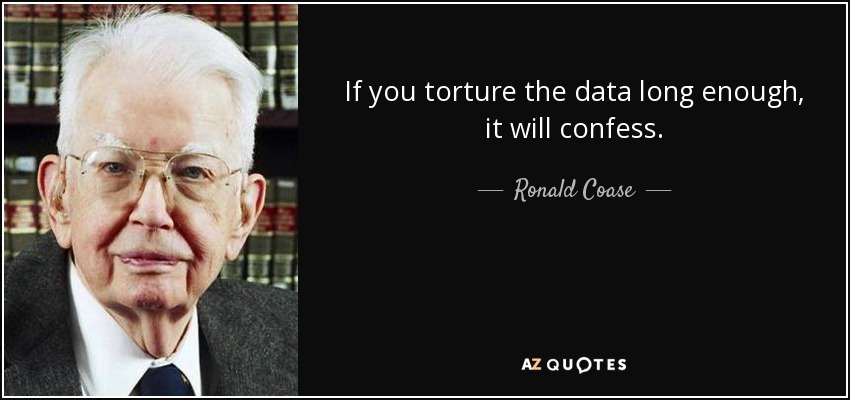 If you torture the data long enough,
it will confess.
Ronald Coase
AZ QUOTES